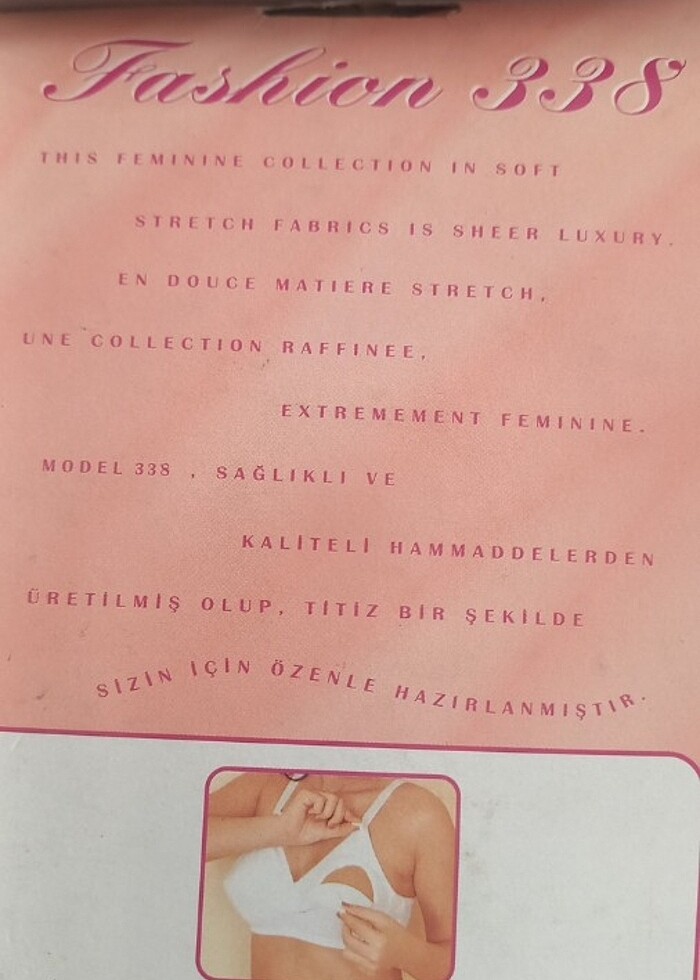 Fashion 338
THIS FEMININE COLLECTION IN SOFT
STRETCH FABRICS IS SHEER LUXURY.
EN DOUCE MATIERE STRETCH,
UNE COLLECTION RAFFINEE,
EXTREMEMENT FEMININE.
MODEL 338 , SAĞLIKLI VE
KALİTELİ HAMMADDELERDEN
ÜRETİLMİŞ OLUP, TİTİZ BİR ŞEKİLDE
SİZİN İÇİN ÖZENLE HAZIRLANMIŞTIR.